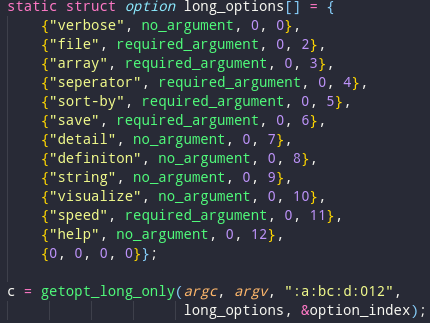 static struct option long_options[] = {
{"verbose", no_argument, 0, 0},
{"file", required_argument, 0, 2},
{"array", required_argument, 0, 3},
{"seperator", required_argument, 0, 4},
{"sort-by", required_argument, 0, 5},
{"save", required_argument, 0, 6},
{"detail", no_argument, 0, 7},
{"definiton", no_argument, 0, 8},
{"string", no_argument, 0, 9},
{"visualize", no_argument, 0, 10},
{"speed", required_argument, 0, 11},
{"help", no_argument, 0, 12},
{0, 0, 0, 0}};
c = getopt_long_only(argc, argv, ":a:bc:d:012",
long_options, &option_index);